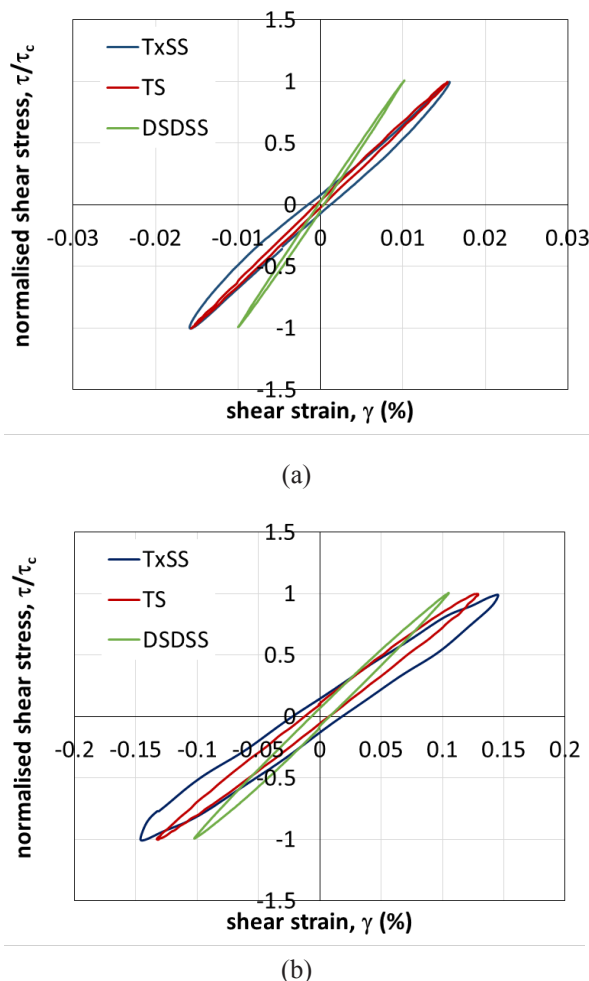 1.5
TxSS
TS
DSDSS
1
0.5
0
-0.03 -0.02 -0.01 0 0.01 0.02 0.03
-0.5
-1
-1.5
normalised shear stress, τ/τc
shear strain, γ (%)
(a)
1.5
TxSS
TS
DSDSS
1
0.5
0
-0.2 -0.15 -0.1 -0.05 0 0.05 0.1 0.15 0.2
-0.5
-1
-1.5
normalised shear stress, τ/τc
shear strain, γ (%)
(b)